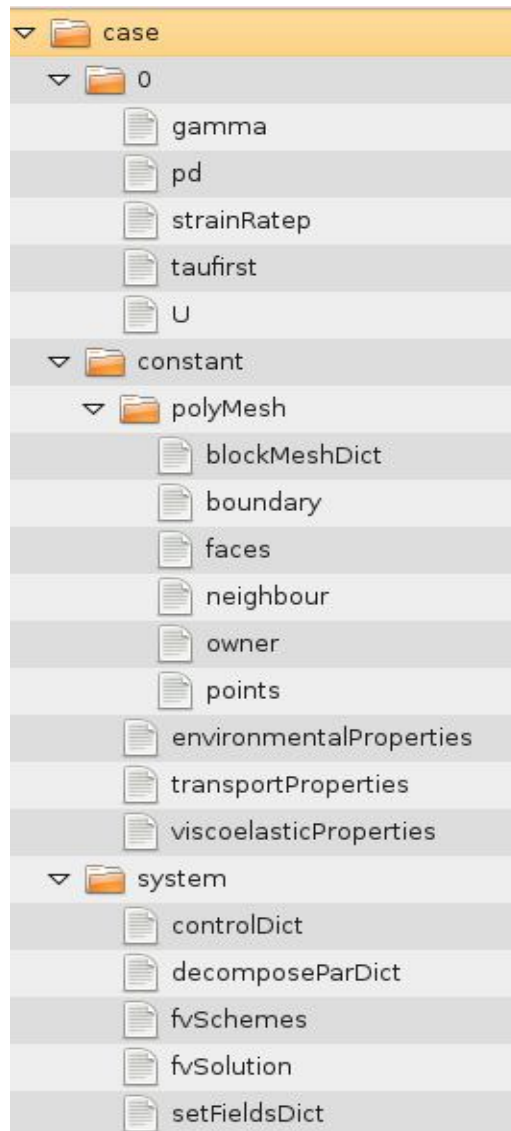 case
0
gamma
pd
strainRatep
taufirst
U
constant
polyMesh
blockMeshDict
boundary
faces
neighbour
owner
points
environmentalProperties
transportProperties
viscoelasticProperties
system
controlDict
decomposeParDict
fvSchemes
fvSolution
setFieldsDict